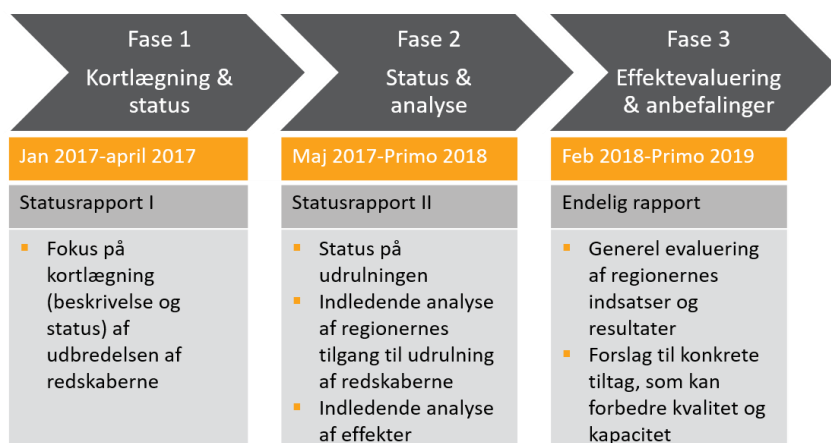 Fase 1
Kortlægning &
status
Jan 2017-april 2017
Statusrapport I
Fokus på
kortlægning
(beskrivelse og
status) af
udbredelsen af
redskaberne
Fase 2
Status &
analyse
Maj 2017-Primo 2018
Statusrapport II
Status på
udrulningen
Indledende analyse
af regionernes
tilgang til udrulning
af redskaberne
Indledende analyse
af effekter
Fase 3
Effektevaluering
& anbefalinger
Feb 2018-Primo 2019
Endelig rapport
Generel evaluering
af regionernes
indsatser og
resultater
Forslag til konkrete
tiltag, som kan
forbedre kvalitet og
kapacitet